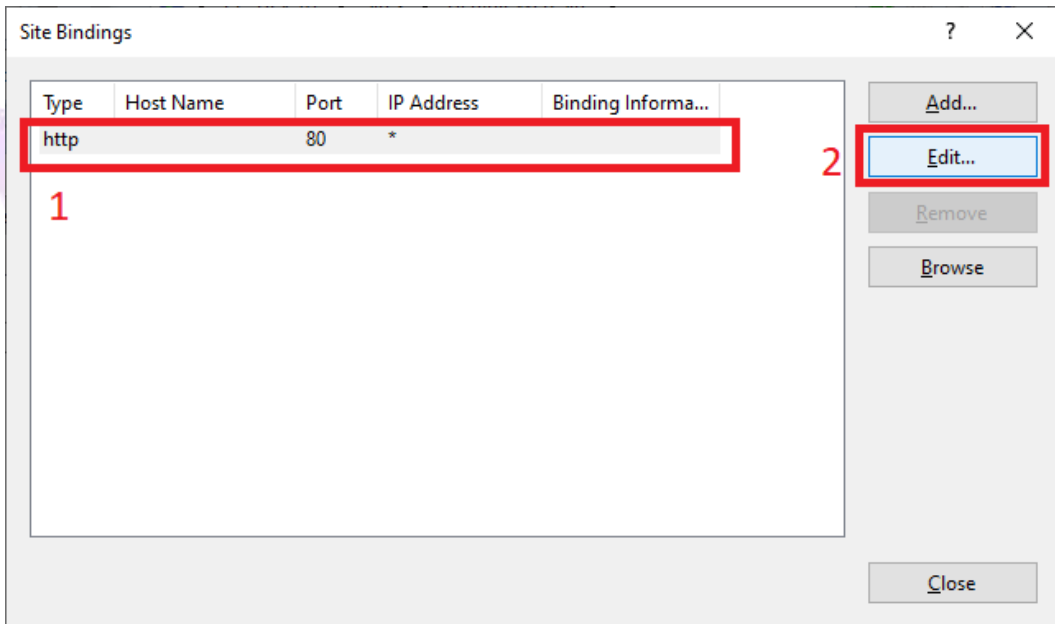 Site Bindings ?
Type Host Name Port IP Address Binding Informa...
http 80 *
1
2
Add...
Edit...
Remove
Browse
Close